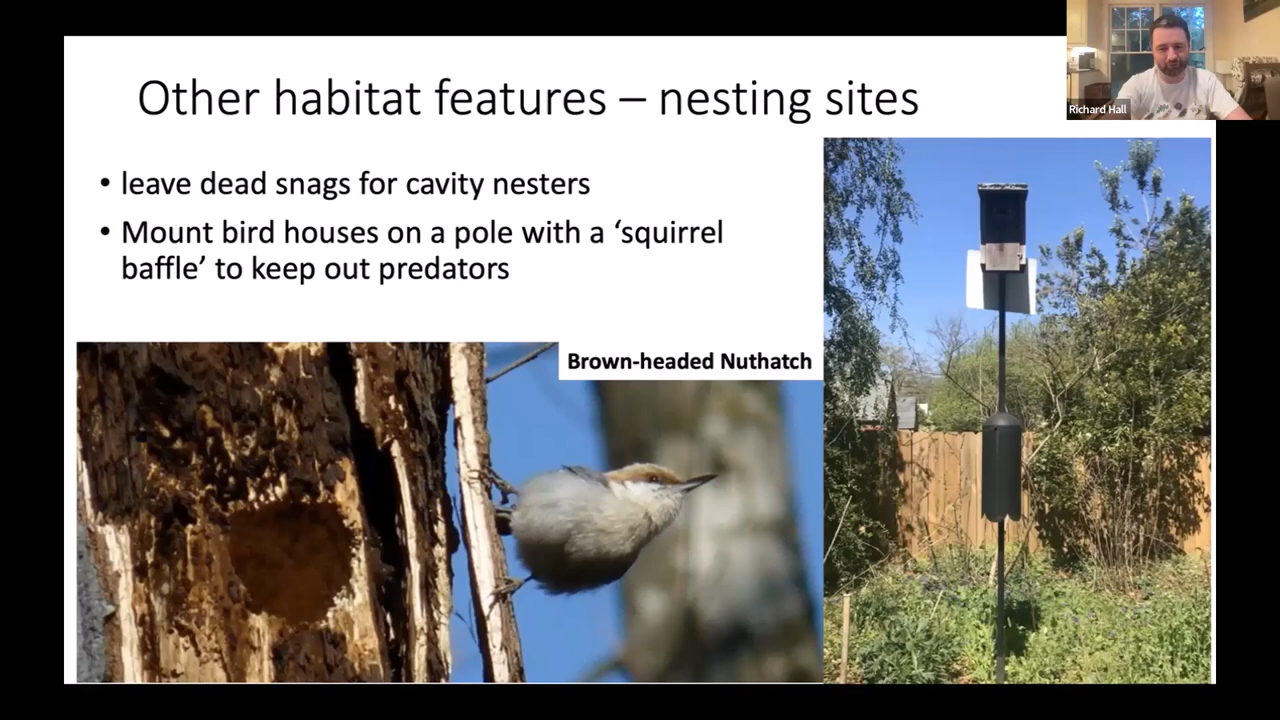 Other habitat features – nesting sites
Richard Hall
• leave dead snags for cavity nesters
• Mount bird houses on a pole with a ‘squirrel
baffle’ to keep out predators
Brown-headed Nuthatch